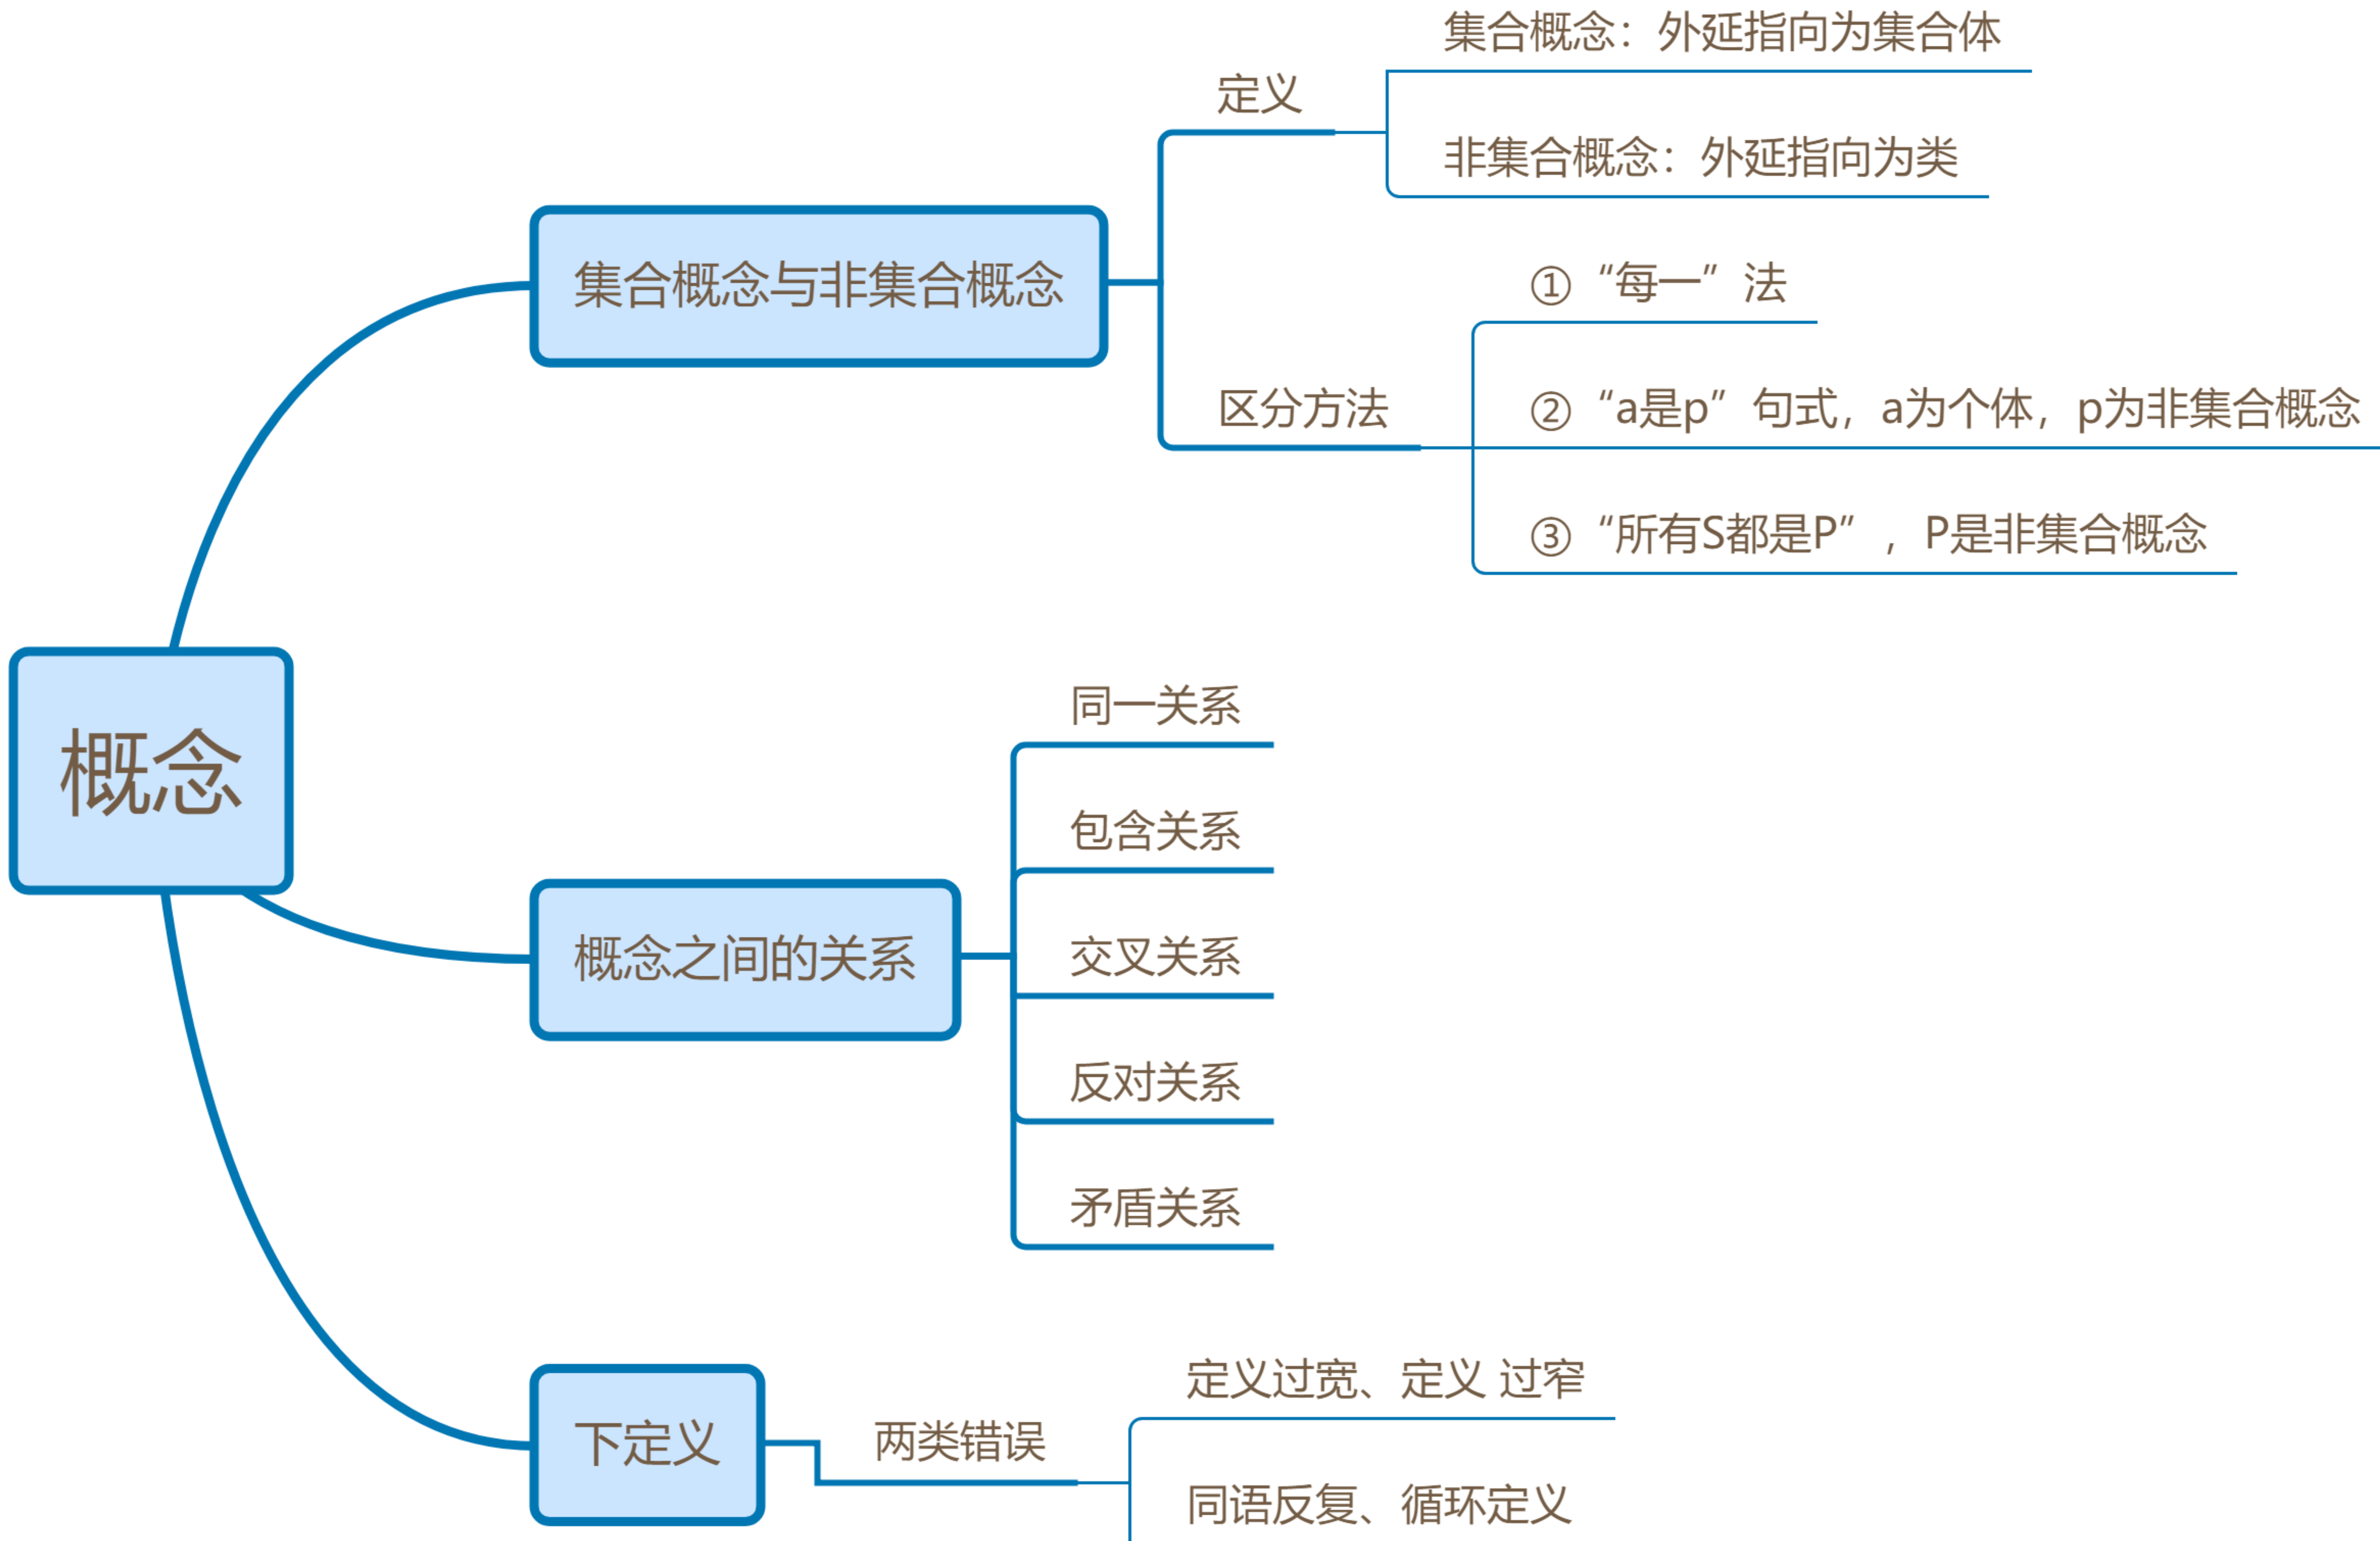 概念
集合概念与非集合概念
定义
集合概念：外延指向为集合体
非集合概念：外延指向为类
区分方法
① “每一” 法
② “a是p” 句式，a为个体，p为非集合概念
③ “所有S都是P” ，P是非集合概念
概念之间的关系
同一关系
包含关系
交叉关系
反对关系
矛盾关系
下定义
两类错误
定义过宽、定义 过窄
同语反复、循环定义